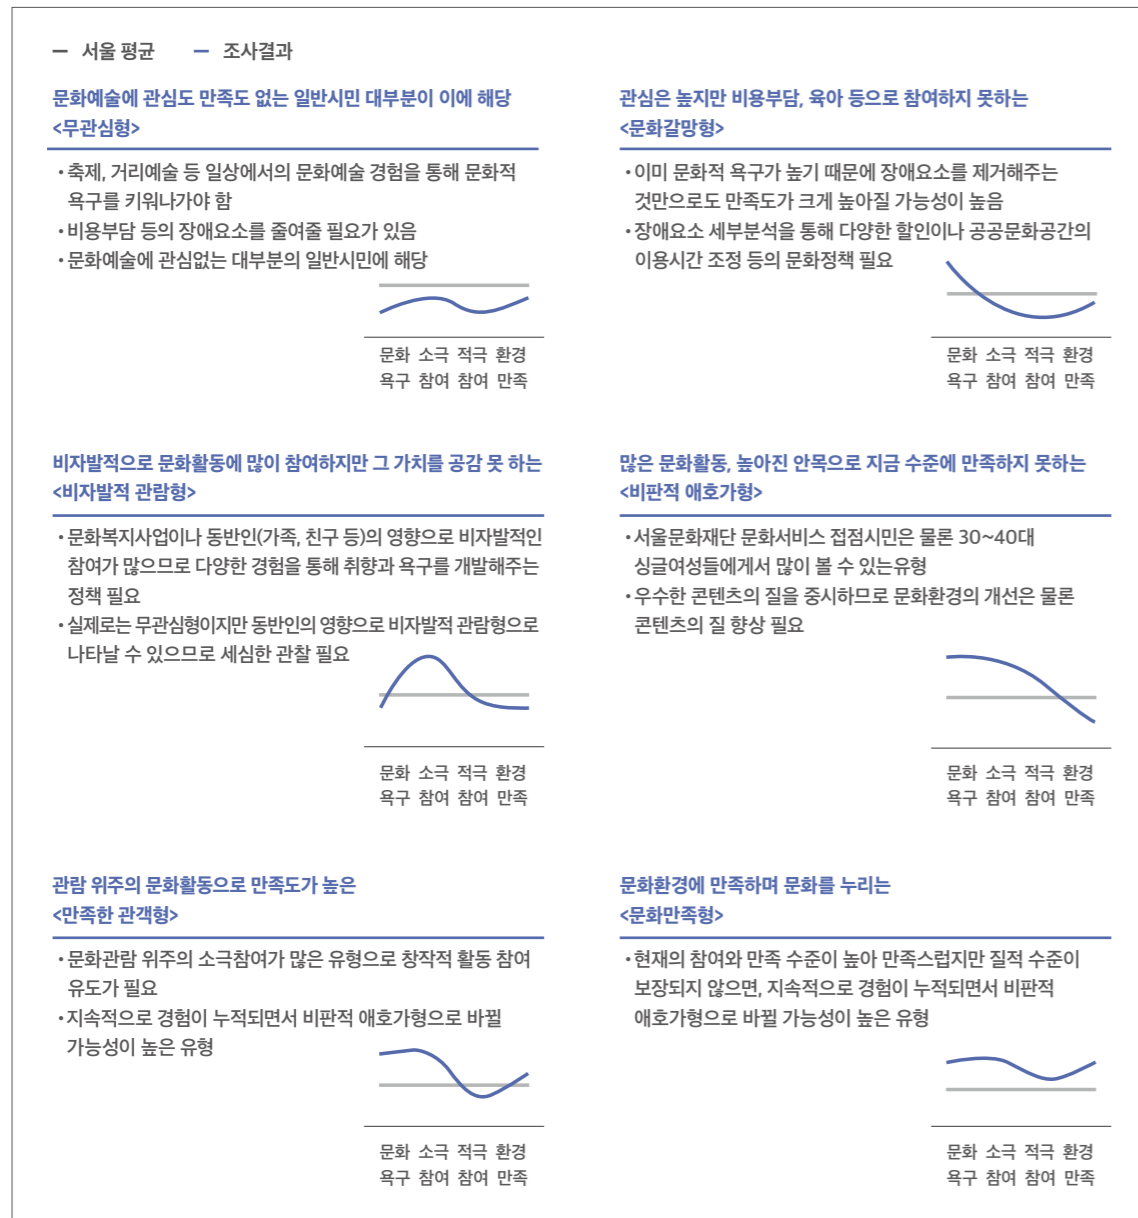 서울 평균 조사결과
문화예술에 관심도 만족도 없는 일반시민 대부분이 이에 해당
<무관심형>
• 축제, 거리예술 등 일상에서의 문화예술 경험을 통해 문화적
욕구를 키워나가야 함
• 비용부담 등의 장애요소를 줄여줄 필요가 있음
• 문화예술에 관심없는 대부분의 일반시민에 해당
문화 소극 적극 환경
욕구 참여 참여 만족
관심은 높지만 비용부담, 육아 등으로 참여하지 못하는
<문화갈망형>
• 이미 문화적 욕구가 높기 때문에 장애요소를 제거해주는
것만으로도 만족도가 크게 높아질 가능성이 높음
• 장애요소 세부분석을 통해 다양한 할인이나 공공문화공간의
이용시간 조정 등의 문화정책 필요
문화 소극 적극 환경
욕구 참여 참여 만족
비자발적으로 문화활동에 많이 참여하지만 그 가치를 공감 못 하는
<비자발적 관람형>
• 문화복지사업이나 동반인(가족, 친구 등)의 영향으로 비자발적인
참여가 많으므로 다양한 경험을 통해 취향과 욕구를 개발해주는
정책 필요
• 실제로는 무관심형이지만 동반인의 영향으로 비자발적 관람형으로
나타날 수 있으므로 세심한 관찰 필요
문화 소극 적극 환경
욕구 참여 참여 만족
많은 문화활동, 높아진 안목으로 지금 수준에 만족하지 못하는
<비판적 애호가형>
• 서울문화재단 문화서비스 접점시민은 물론 30~40대
싱글여성들에게서 많이 볼 수 있는유형
• 우수한 콘텐츠의 질을 중시하므로 문화환경의 개선은 물론
콘텐츠의 질 향상 필요
문화 소극 적극 환경
욕구 참여 참여 만족
관람 위주의 문화활동으로 만족도가 높은
<만족한 관객형>
• 문화관람 위주의 소극참여가 많은 유형으로 창작적 활동 참여
유도가 필요
• 지속적으로 경험이 누적되면서 비판적 애호가형으로 바뀔
가능성이 높은 유형
문화 소극 적극 환경
욕구 참여 참여 만족
문화환경에 만족하며 문화를 누리는
<문화만족형>
• 현재의 참여와 만족 수준이 높아 만족스럽지만 질적 수준이
보장되지 않으면, 지속적으로 경험이 누적되면서 비판적
애호가형으로 바뀔 가능성이 높은 유형
문화 소극 적극 환경
욕구 참여 참여 만족